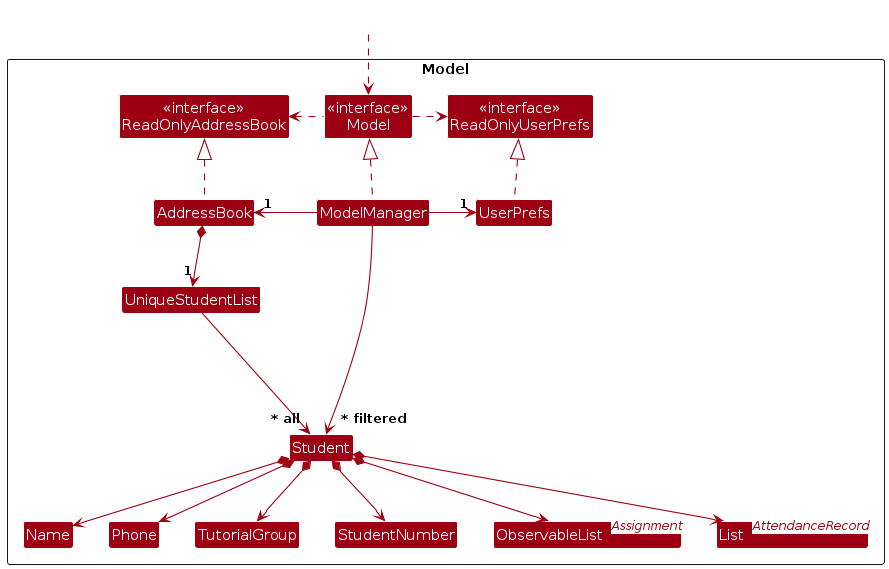 Model
«interface»
ReadOnlyAddressBook
«interface»
Model
«interface»
ReadOnlyUserPrefs
AddressBook
1
ModelManager
1
UserPrefs
1
UniqueStudentList
* all
* filtered
Student
Name
Phone
TutorialGroup
StudentNumber
ObservableList Assignment
List AttendanceRecord